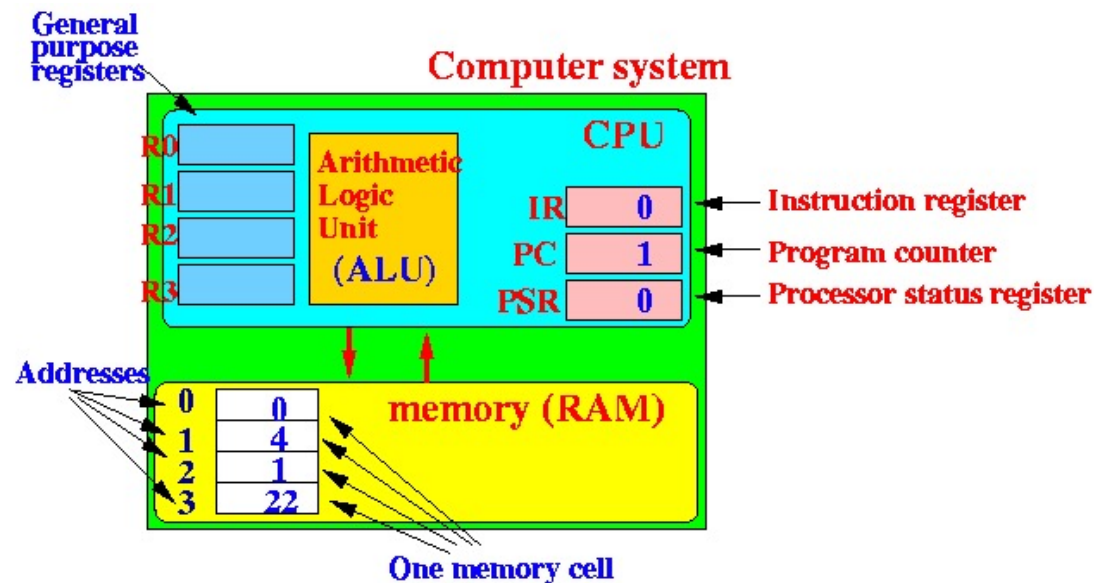 General
purpose
registers
Computer system
CPU
R0
R1
R2
R3
Arithmetic
Logic
Unit
(ALU)
IR 0
PC 1
PSR 0
Instruction register
Program counter
Processor status register
Addresses
memory (RAM)
0 0
1 4
2 1
3 22
One memory cell